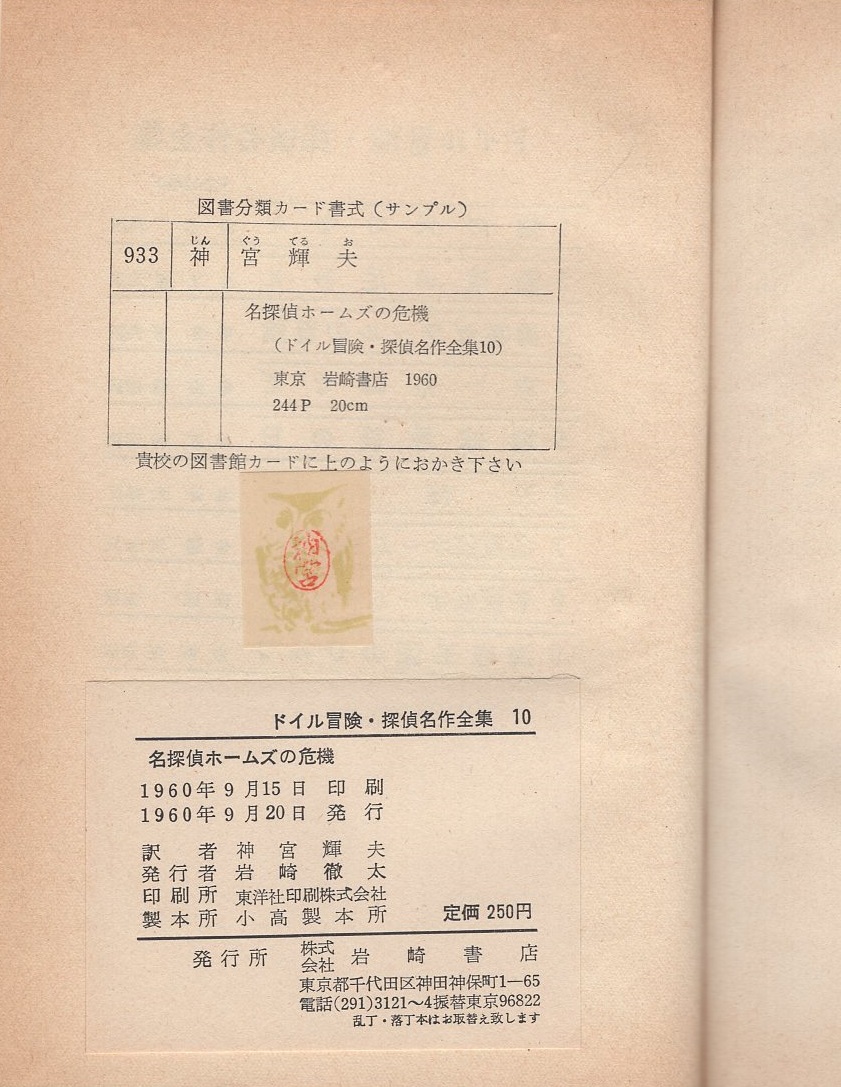 図書分類カード書式(サンプル)
933 神 宮 輝 夫
じん ぐう てる お
名探偵ホームズの危機
(ドイル冒険・探偵名作全集10)
東京 岩崎書店 1960
244P 20cm
貴校の図書館カードに上のようにおかき下さい
神宮
ドイル冒険・探偵名作全集 10
名探偵ホームズの危機
1960年9月15日 印 刷
1960年9月20日 発 行
訳 者 神 宮 輝 夫
発行者 岩 崎 徹 太
印刷所 東洋社印刷株式会社
製本所 小 高 製 本 所 定価 250円
発行所 株式会社 岩 崎 書 店
東京都千代田区神田神保町1―65
電話(291)3121~4振替東京96822
乱丁・落丁本はお取替え致します